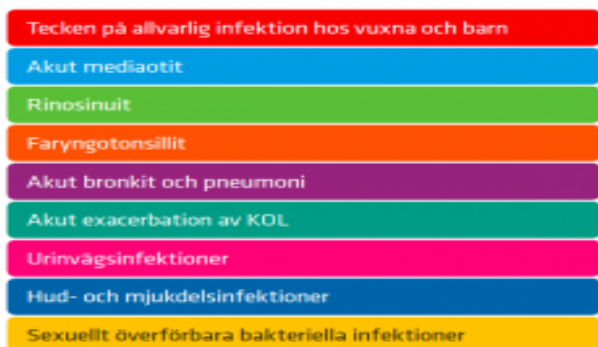 Tecken på allvarlig infektion hos vuxna och barn
Akut mediaotit
Rinosinuit
Faryngotonsillit
Akut bronkit och pneumoni
Akut exacerbation av KOL
Urinvägsinfektioner
Hud- och mjukdelsinfektioner
Sexuellt överförbara bakteriella infektioner